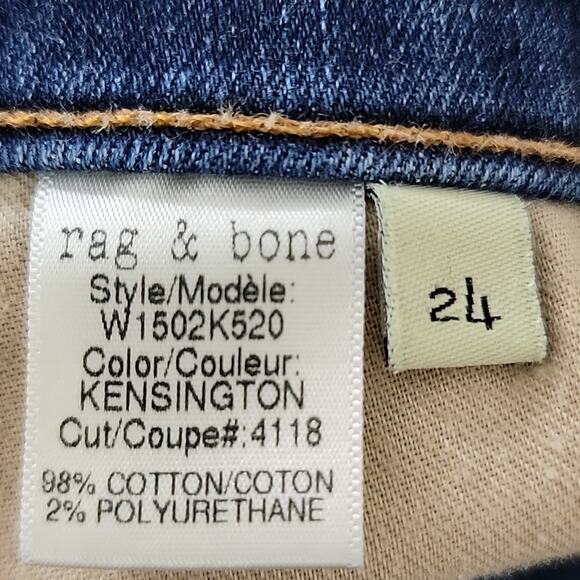 rag & bone
Style/Modèle:
W1502K520
Color/Couleur:
KENSINGTON
Cut/Coupe#:4118
98% COTTON/COTON
2% POLYURETHANE
24